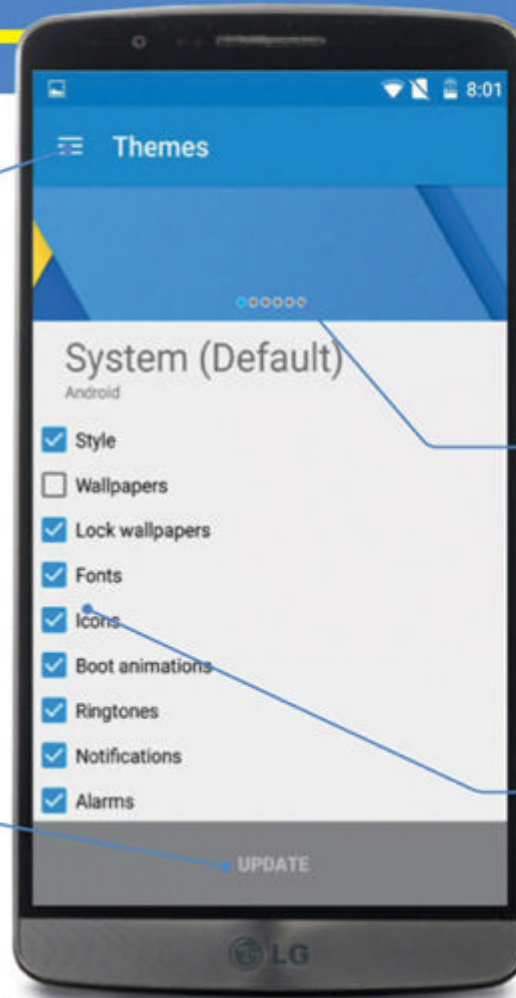 8:01
Themes
System (Default)
Android
Style
Wallpapers
Lock wallpapers
Fonts
Icons
Boot animations
Ringtones
Notifications
Alarms
UPDATE
LG